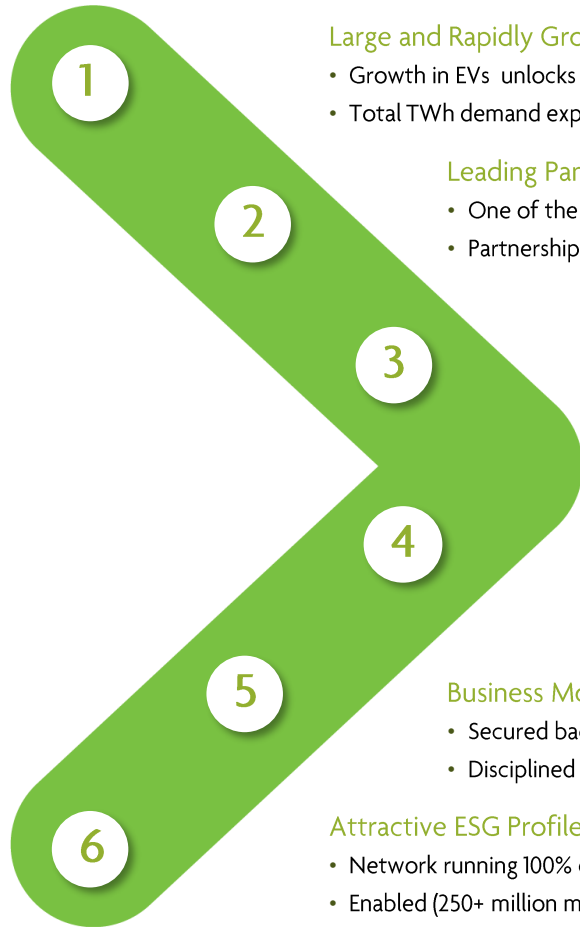 1
Large and Rapidly Gro
• Growth in EVs unlocks
• Total TWh demand exp
2
Leading Par
• One of the
• Partnership
3
4
5
Business Mo
• Secured bac
• Disciplined
6
Attractive ESG Profile
• Network running 100%
• Enabled (250+ million m